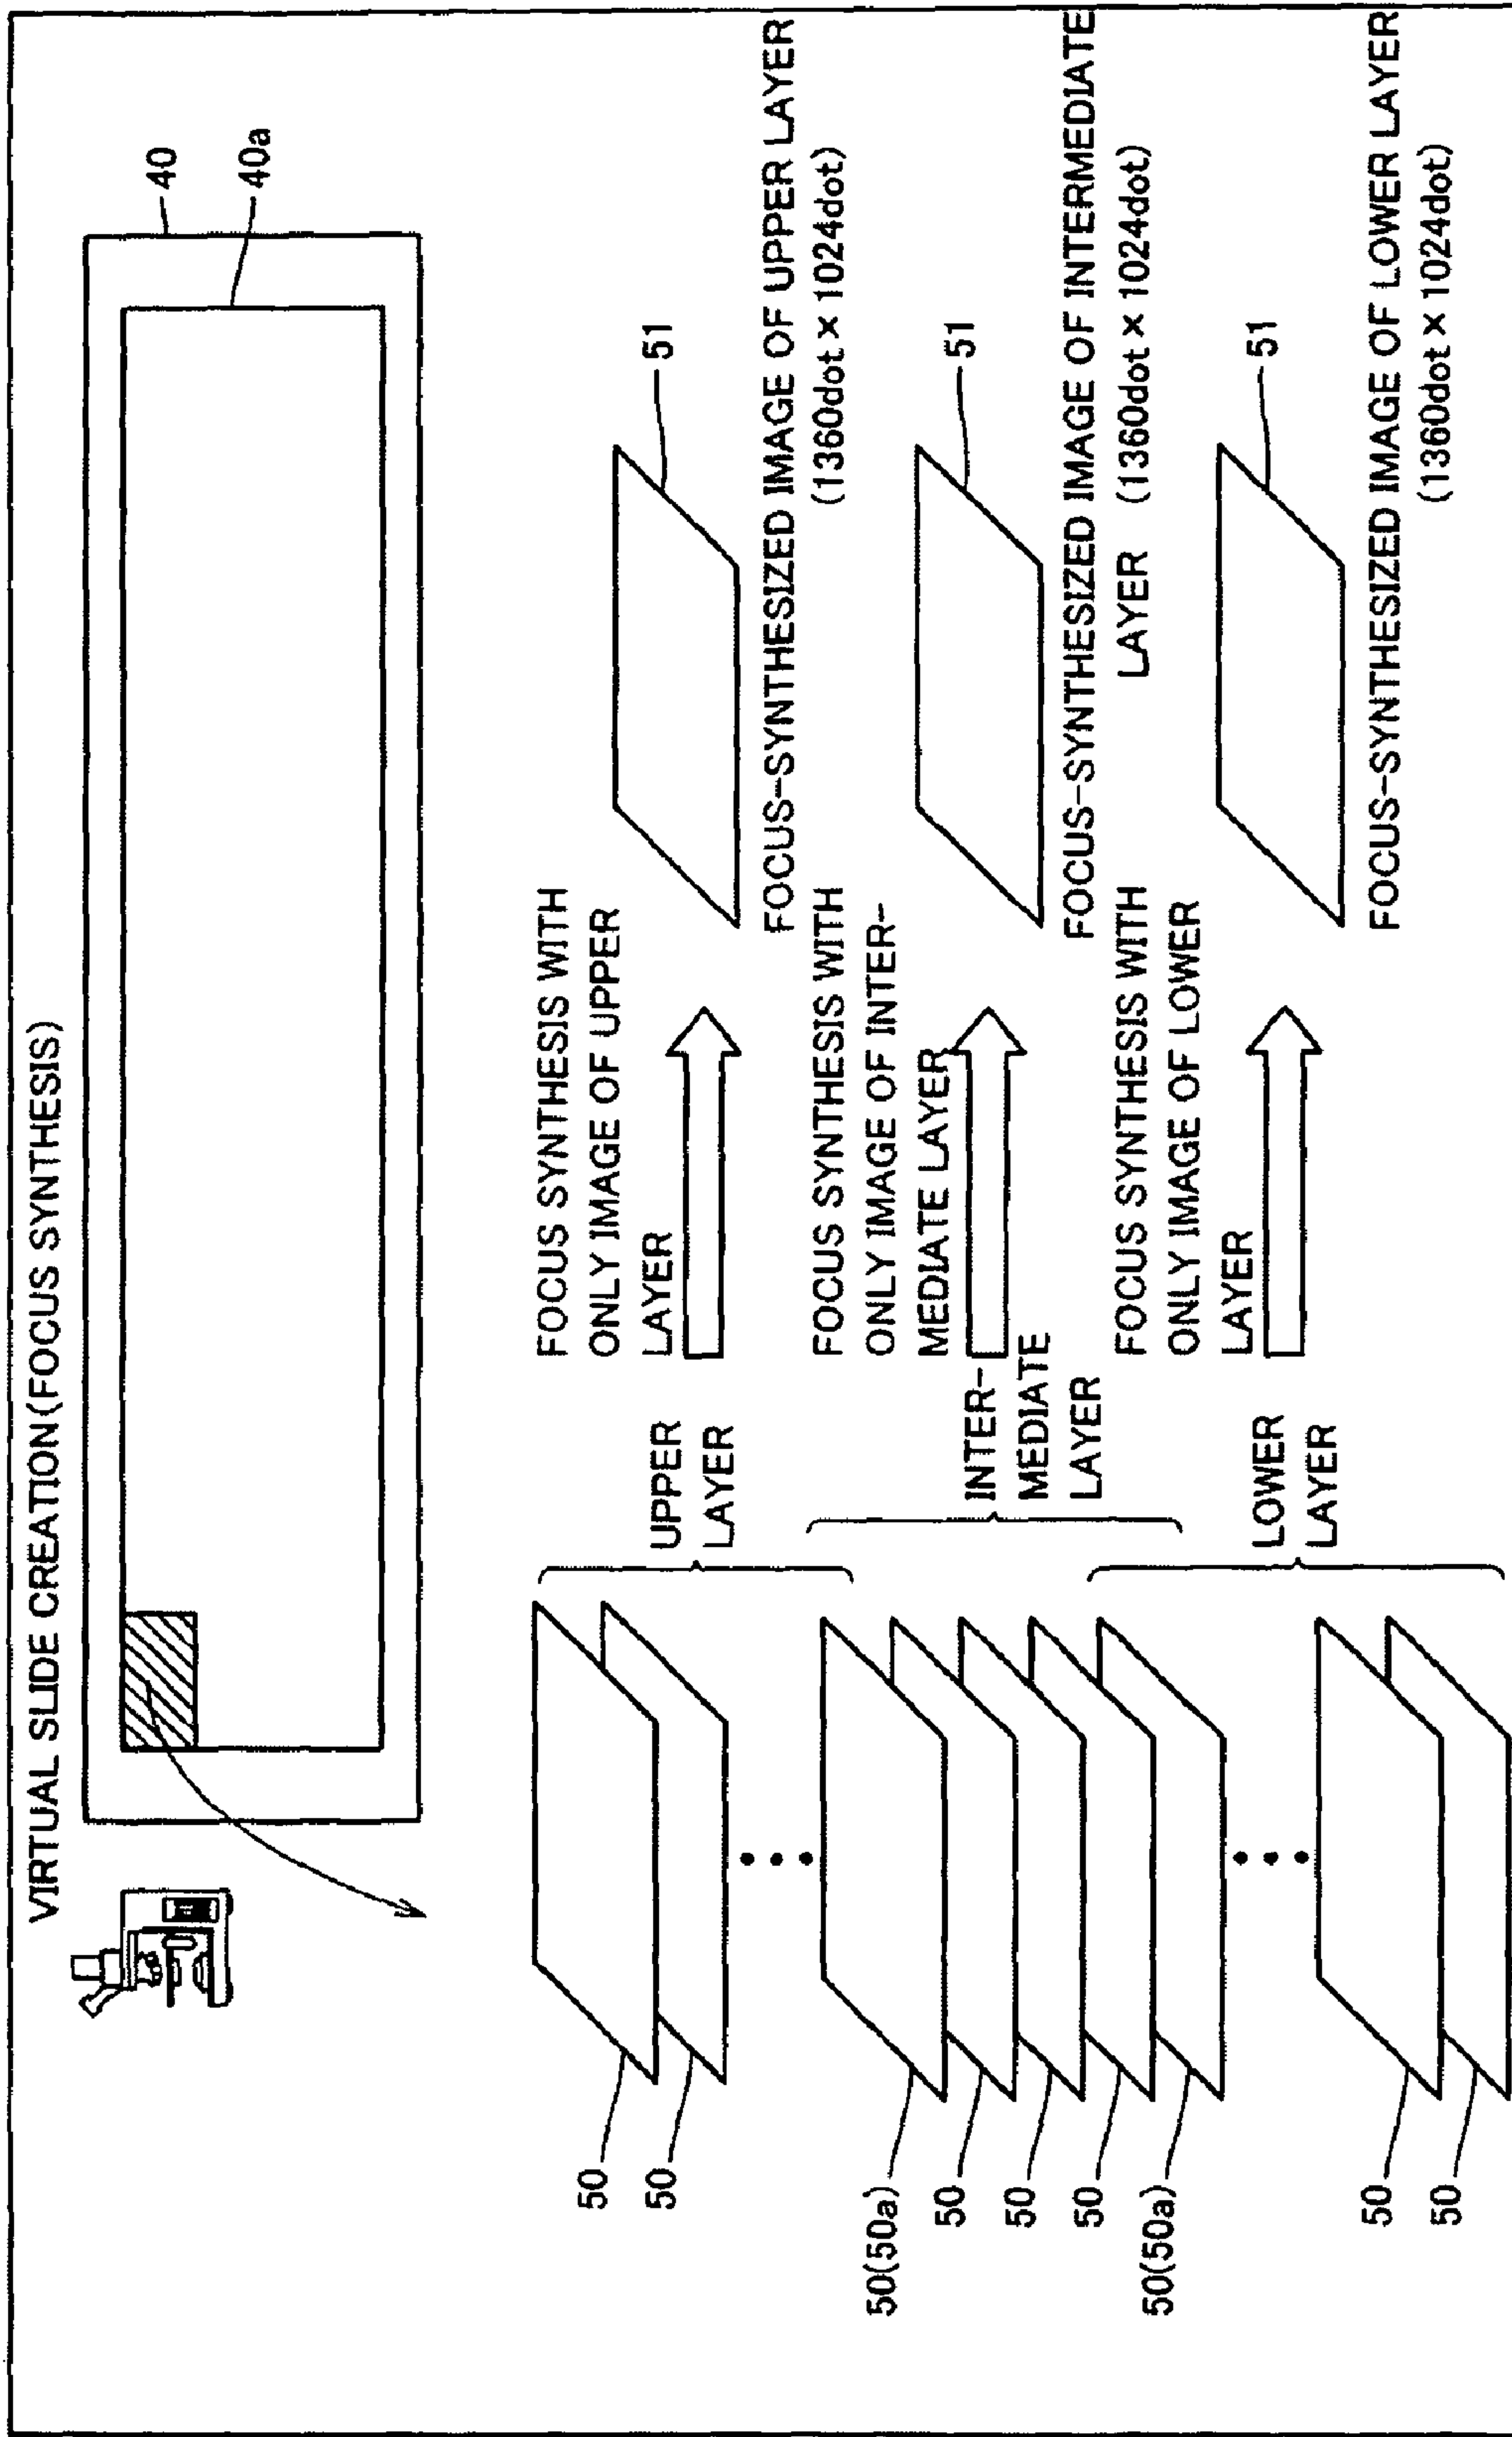 VIRTUAL SLIDE CREATION(FOCUS SYNTHESIS)
40
40a
50
50
50(50a)
50
50
50
50(50a)
50
50
UPPER
LAYER
INTER-
MEDIATE
LAYER
LOWER
LAYER
FOCUS SYNTHESIS WITH
ONLY IMAGE OF UPPER
LAYER
FOCUS SYNTHESIS WITH
ONLY IMAGE OF INTER-
MEDIATE LAYER
FOCUS SYNTHESIS WITH
ONLY IMAGE OF LOWER
LAYER
51
FOCUS-SYNTHESIZED IMAGE OF UPPER LAYER
(1360dot × 1024dot)
51
FOCUS-SYNTHESIZED IMAGE OF INTERMEDIATE
LAYER (1360dot × 1024dot)
51
FOCUS-SYNTHESIZED IMAGE OF LOWER LAYER
(1360dot × 1024dot)